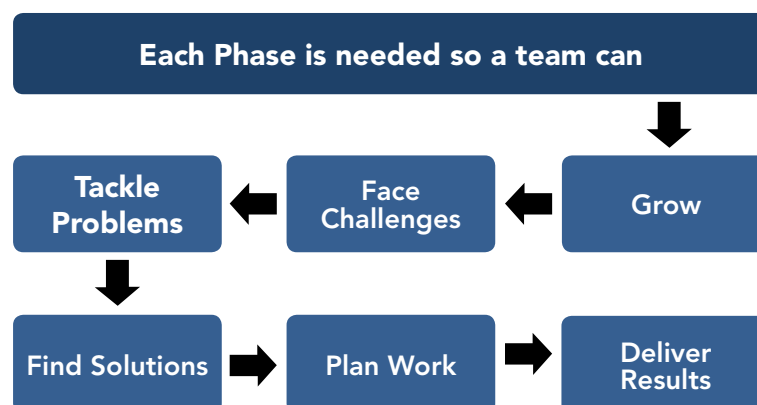 Each Phase is needed so a team can
Grow
Face
Challenges
Tackle
Problems
Find Solutions
Plan Work
Deliver
Results